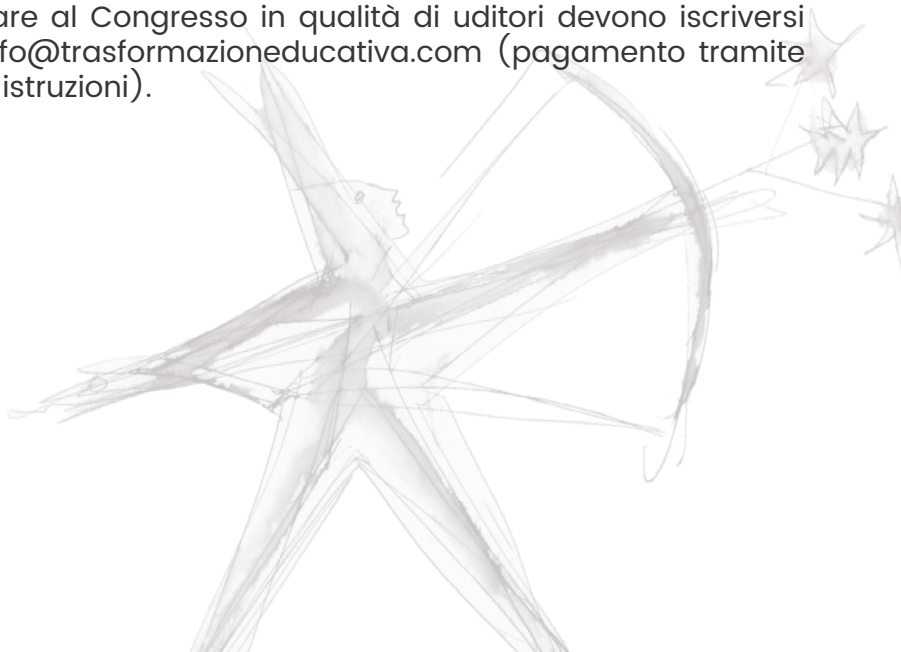 are al Congresso in qualità di uditori devono iscriversi
fo@trasformazioneducativa.com (pagamento tramite
istruzioni).